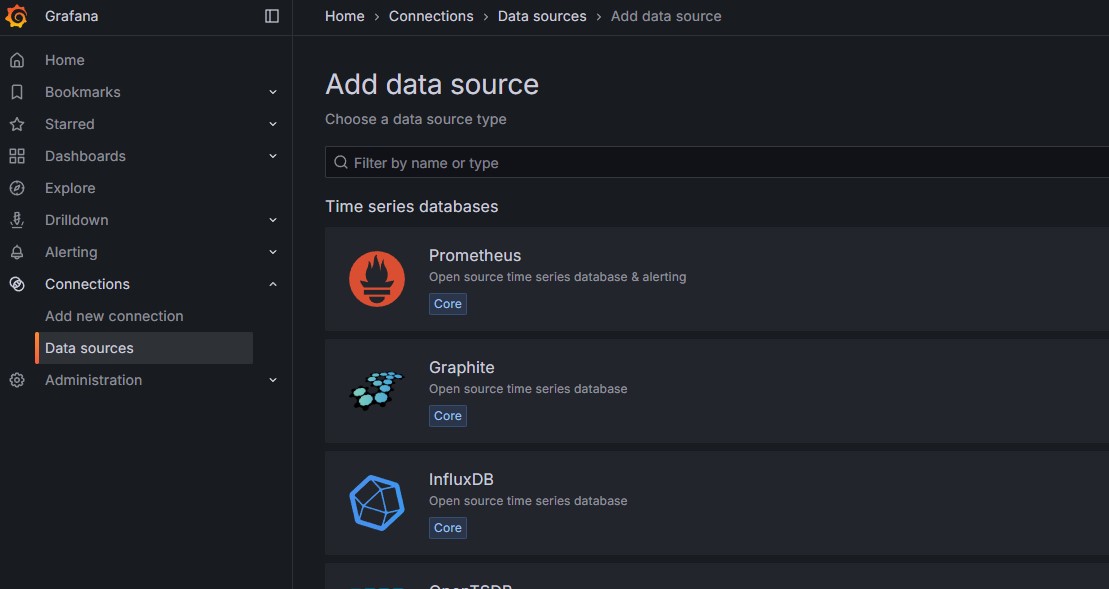 Grafana
Home
Bookmarks
Starred
Dashboards
Explore
Drilldown
Alerting
Connections
Add new connection
Data sources
Administration
Home › Connections › Data sources › Add data source
Add data source
Choose a data source type
Filter by name or type
Time series databases
Prometheus
Open source time series database & alerting
Core
Graphite
Open source time series database
Core
InfluxDB
Open source time series database
Core
OpenTSDB